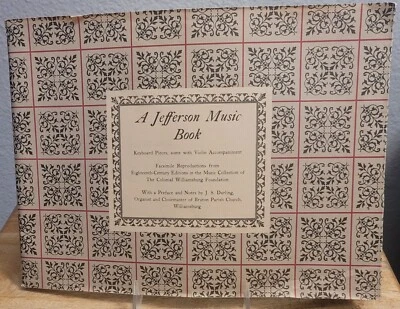 A Jefferson Music
Book
Keyboard Pieces, some with Violin Accompaniment
Facsimile Reproductions from
Eighteenth-Century Editions in the Music Collection of
The Colonial Williamsburg Foundation
With a Preface and Notes by J. S. Darling,
Organist and Choirmaster of Bruton Parish Church,
Williamsburg